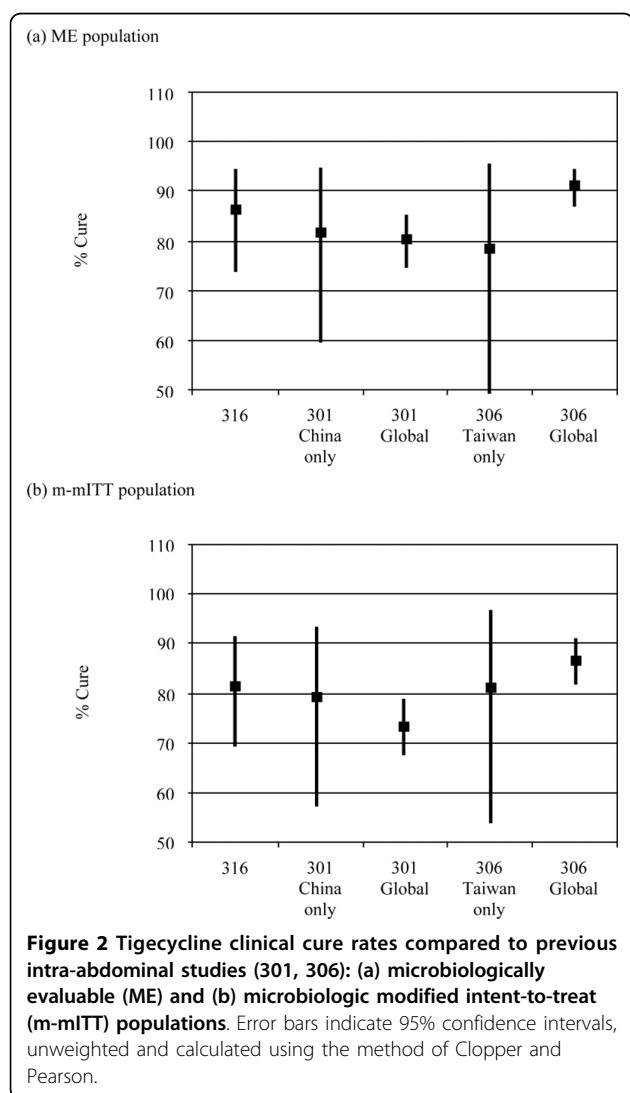 (a) ME population
110
100
90
80
70
60
50
% Cure
316
301
China
only
301
Global
306
Taiwan
only
306
Global
(b) m-mITT population
110
100
90
80
70
60
50
% Cure
316
301
China
only
301
Global
306
Taiwan
only
306
Global
Figure 2 Tigecycline clinical cure rates compared to previous
intra-abdominal studies (301, 306): (a) microbiologically
evaluable (ME) and (b) microbiologic modified intent-to-treat
(m-mITT) populations. Error bars indicate 95% confidence intervals,
unweighted and calculated using the method of Clopper and
Pearson.